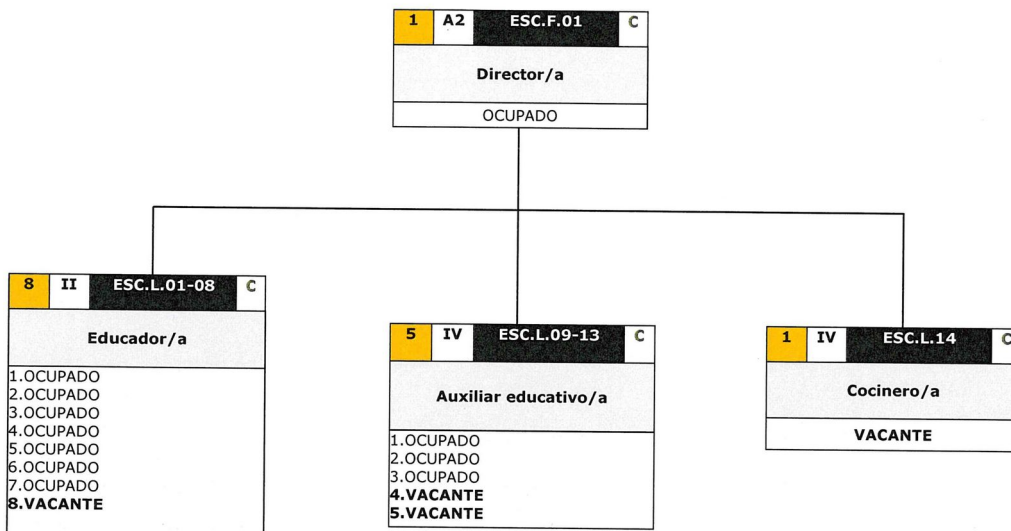 1 A2 ESC.F.01 C
Director/a
OCUPADO
8 II ESC.L.01-08 C
Educador/a
1.OCUPADO
2.OCUPADO
3.OCUPADO
4.OCUPADO
5.OCUPADO
6.OCUPADO
7.OCUPADO
8.VACANTE
5 IV ESC.L.09-13 C
Auxiliar educativo/a
1.OCUPADO
2.OCUPADO
3.OCUPADO
4.VACANTE
5.VACANTE
1 IV ESC.L.14 C
Cocinero/a
VACANTE